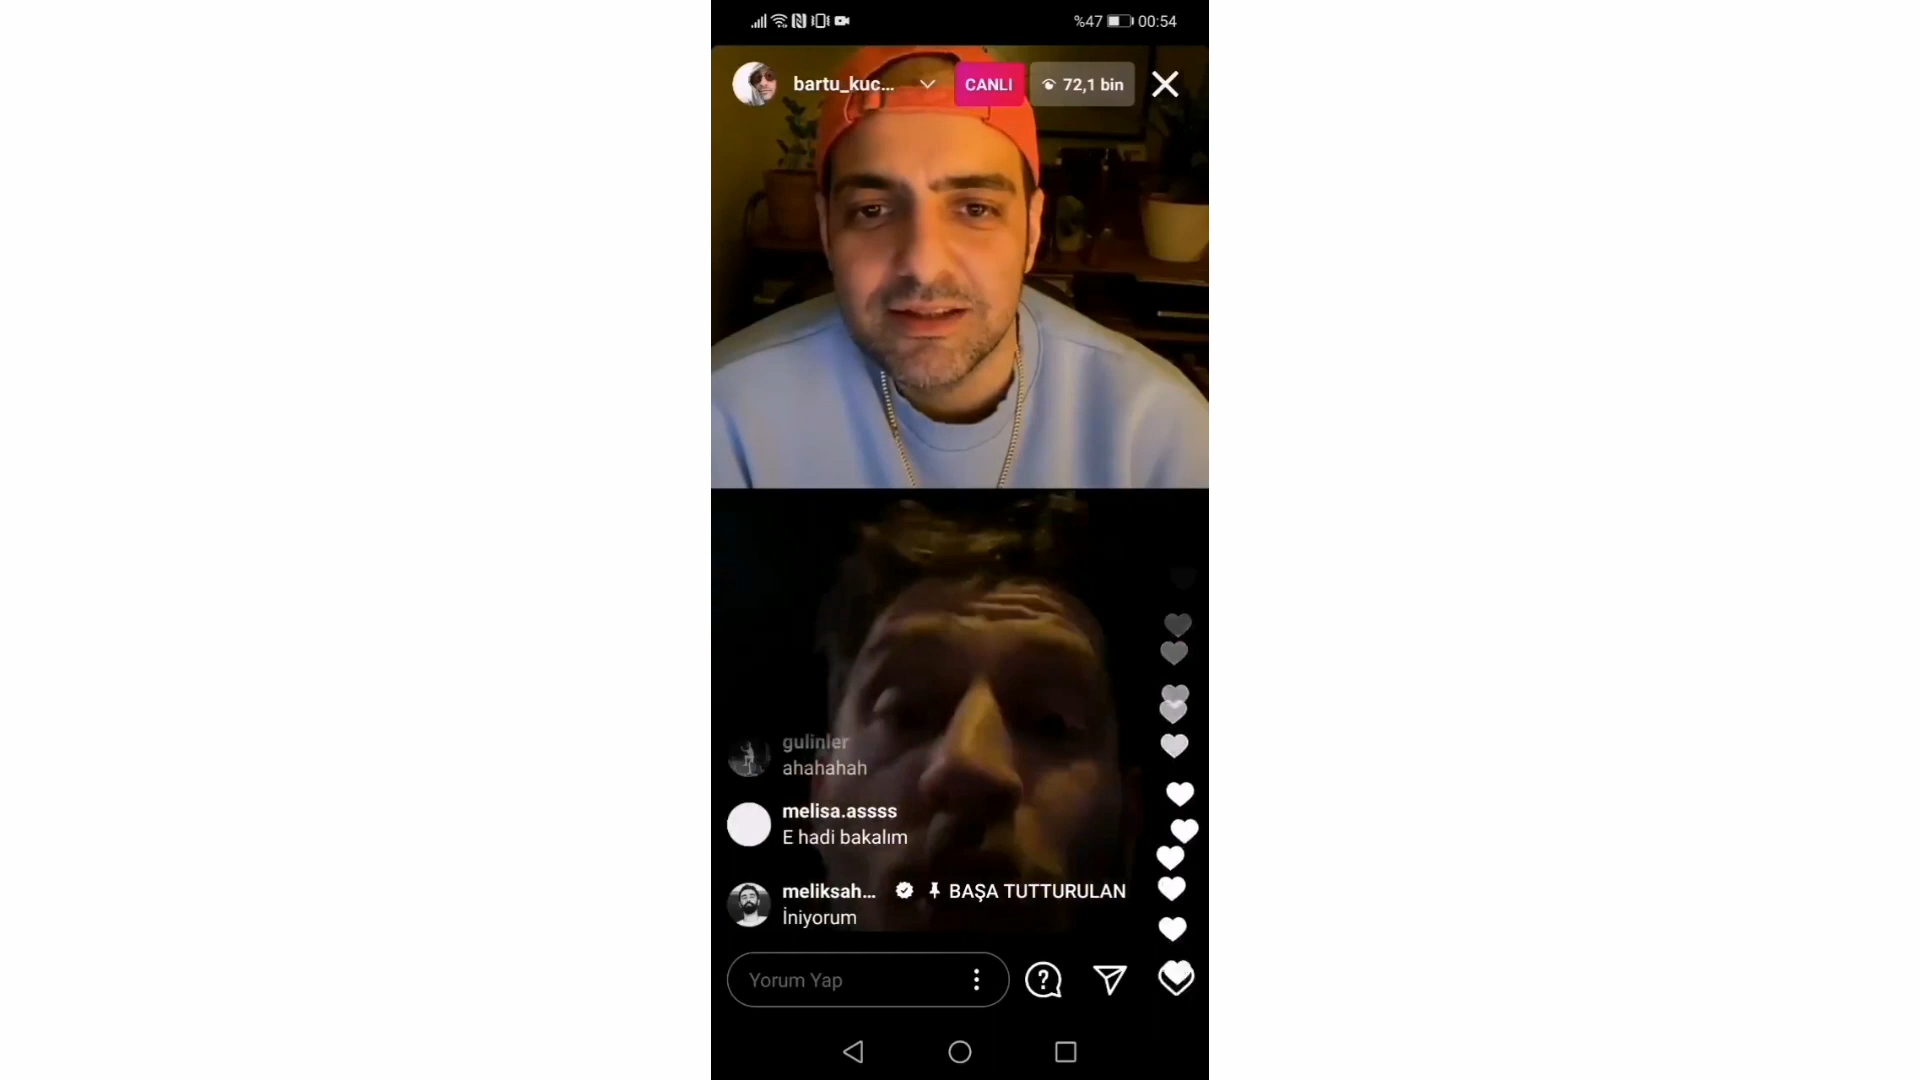 %47 00:54
bartu_kuc... CANLI 72,1 bin
gulinler
ahahahah
melisa.assss
E hadi bakalım
meliksah... BAŞA TUTTURULAN
İniyorum
Yorum Yap